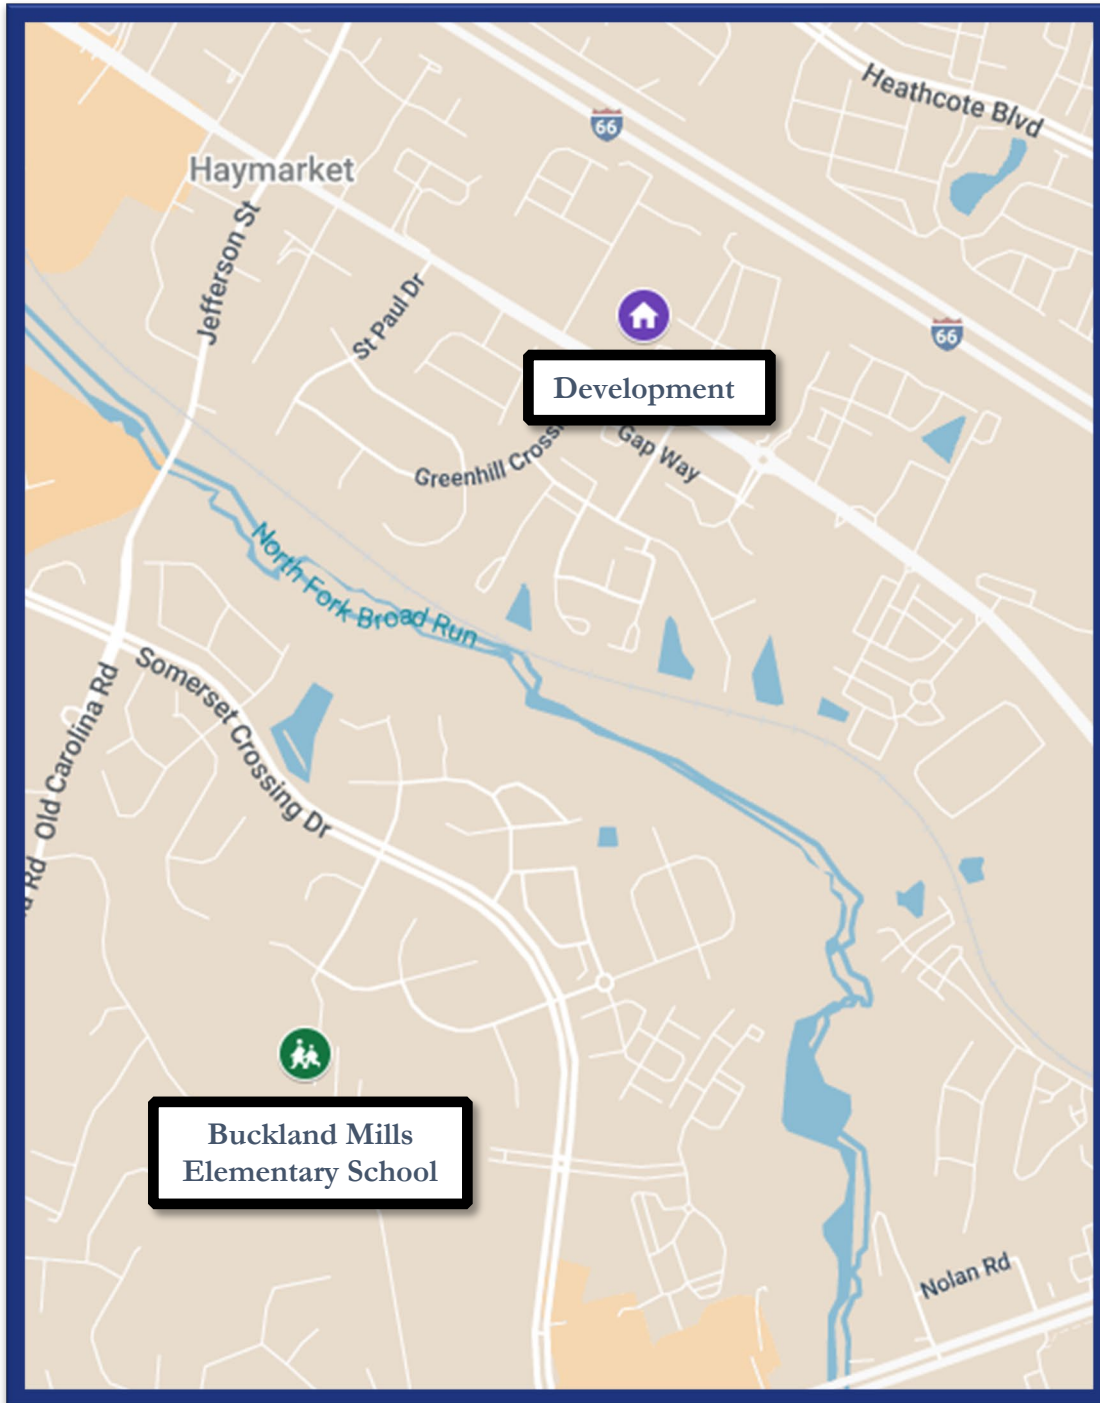 Heathcote Blvd
66
Haymarket
Jefferson St
St Paul Dr
66
Development
Greenhill Cross
Gap Way
North Fork Broad Run
Somerset Crossing Dr
Old Carolina Rd
Rd
Buckland Mills
Elementary School
Nolan Rd